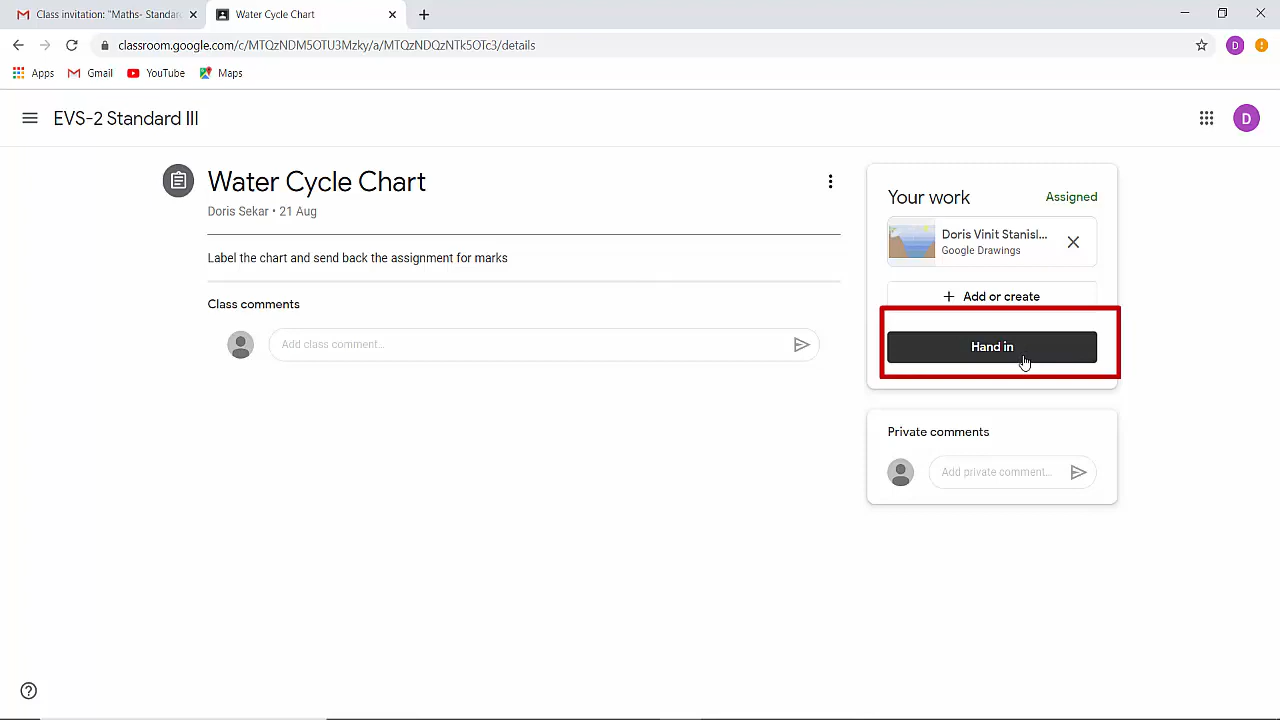 Class invitation: "Maths- Standar
Water Cycle Chart
classroom.google.com/c/MTQzNDM5OTU3Mzky/a/MTQzNDQzNTk5OTc3/details
D
Apps
Gmail
YouTube
Maps
EVS-2 Standard III
D
Water Cycle Chart
Doris Sekar • 21 Aug
Label the chart and send back the assignment for marks
Class comments
Add class comment...
Your work
Assigned
Doris Vinit Stanisl...
Google Drawings
+ Add or create
Hand in
Private comments
Add private comment...